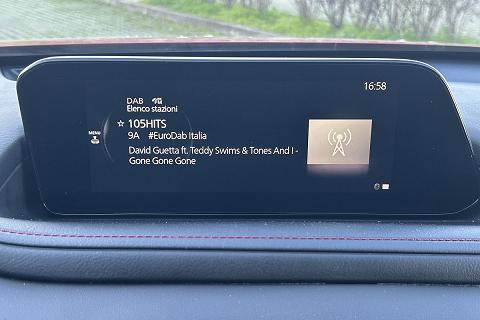 DAB
16:58
Elenco stazioni
105HITS
MENU
9A #EuroDab Italia
David Guetta ft. Teddy Swims & Tones And I -
Gone Gone Gone